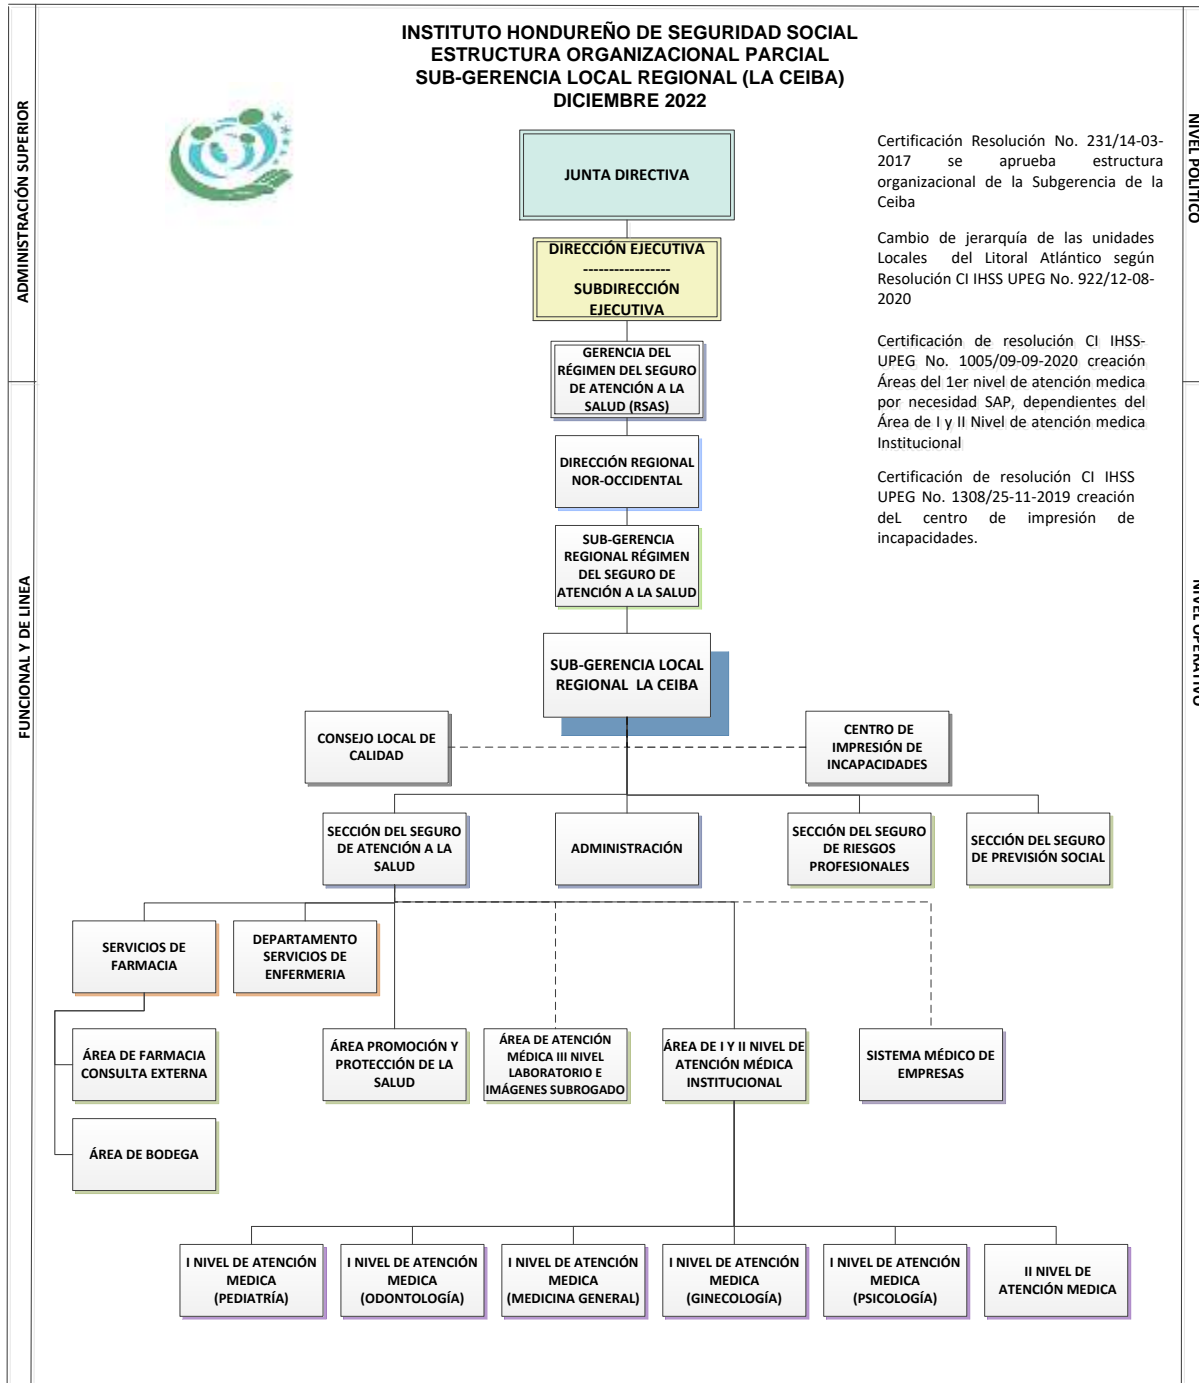 INSTITUTO HONDUREÑO DE SEGURIDAD SOCIAL
ESTRUCTURA ORGANIZACIONAL PARCIAL
SUB-GERENCIA LOCAL REGIONAL (LA CEIBA)
DICIEMBRE 2022
ADMINISTRACIÓN SUPERIOR
NIVEL POLÍTICO
JUNTA DIRECTIVA
Certificación Resolución No. 231/14-03-
2017 se aprueba estructura
organizacional de la Subgerencia de la
Ceiba
Cambio de jerarquía de las unidades
Locales del Litoral Atlántico según
Resolución CI IHSS UPEG No. 922/12-08-
2020
Certificación de resolución CI IHSS-
UPEG No. 1005/09-09-2020 creación
Áreas del 1er nivel de atención medica
por necesidad SAP, dependientes del
Área de I y II Nivel de atención medica
Institucional
Certificación de resolución CI IHSS
UPEG No. 1308/25-11-2019 creación
deL centro de impresión de
incapacidades.
DIRECCIÓN EJECUTIVA
-----------------
SUBDIRECCIÓN
EJECUTIVA
GERENCIA DEL
RÉGIMEN DEL SEGURO
DE ATENCIÓN A LA
SALUD (RSAS)
DIRECCIÓN REGIONAL
NOR-OCCIDENTAL
SUB-GERENCIA
REGIONAL RÉGIMEN
DEL SEGURO DE
ATENCIÓN A LA SALUD
FUNCIONAL Y DE LINEA
NIVEL OPERATIVO
SUB-GERENCIA LOCAL
REGIONAL LA CEIBA
CONSEJO LOCAL DE
CALIDAD
CENTRO DE
IMPRESIÓN DE
INCAPACIDADES
SECCIÓN DEL SEGURO
DE ATENCIÓN A LA
SALUD
ADMINISTRACIÓN
SECCIÓN DEL SEGURO
DE RIESGOS
PROFESIONALES
SECCIÓN DEL SEGURO
DE PREVISIÓN SOCIAL
SERVICIOS DE
FARMACIA
DEPARTAMENTO
SERVICIOS DE
ENFERMERIA
ÁREA DE FARMACIA
CONSULTA EXTERNA
ÁREA PROMOCIÓN Y
PROTECCIÓN DE LA
SALUD
ÁREA DE ATENCIÓN
MÉDICA III NIVEL
LABORATORIO E
IMÁGENES SUBROGADO
ÁREA DE I Y II NIVEL DE
ATENCIÓN MÉDICA
INSTITUCIONAL
SISTEMA MÉDICO DE
EMPRESAS
ÁREA DE BODEGA
I NIVEL DE ATENCIÓN
MEDICA
(PEDIATRÍA)
I NIVEL DE ATENCIÓN
MEDICA
(ODONTOLOGÍA)
I NIVEL DE ATENCIÓN
MEDICA
(MEDICINA GENERAL)
I NIVEL DE ATENCIÓN
MEDICA
(GINECOLOGÍA)
I NIVEL DE ATENCIÓN
MEDICA
(PSICOLOGÍA)
II NIVEL DE
ATENCIÓN MEDICA